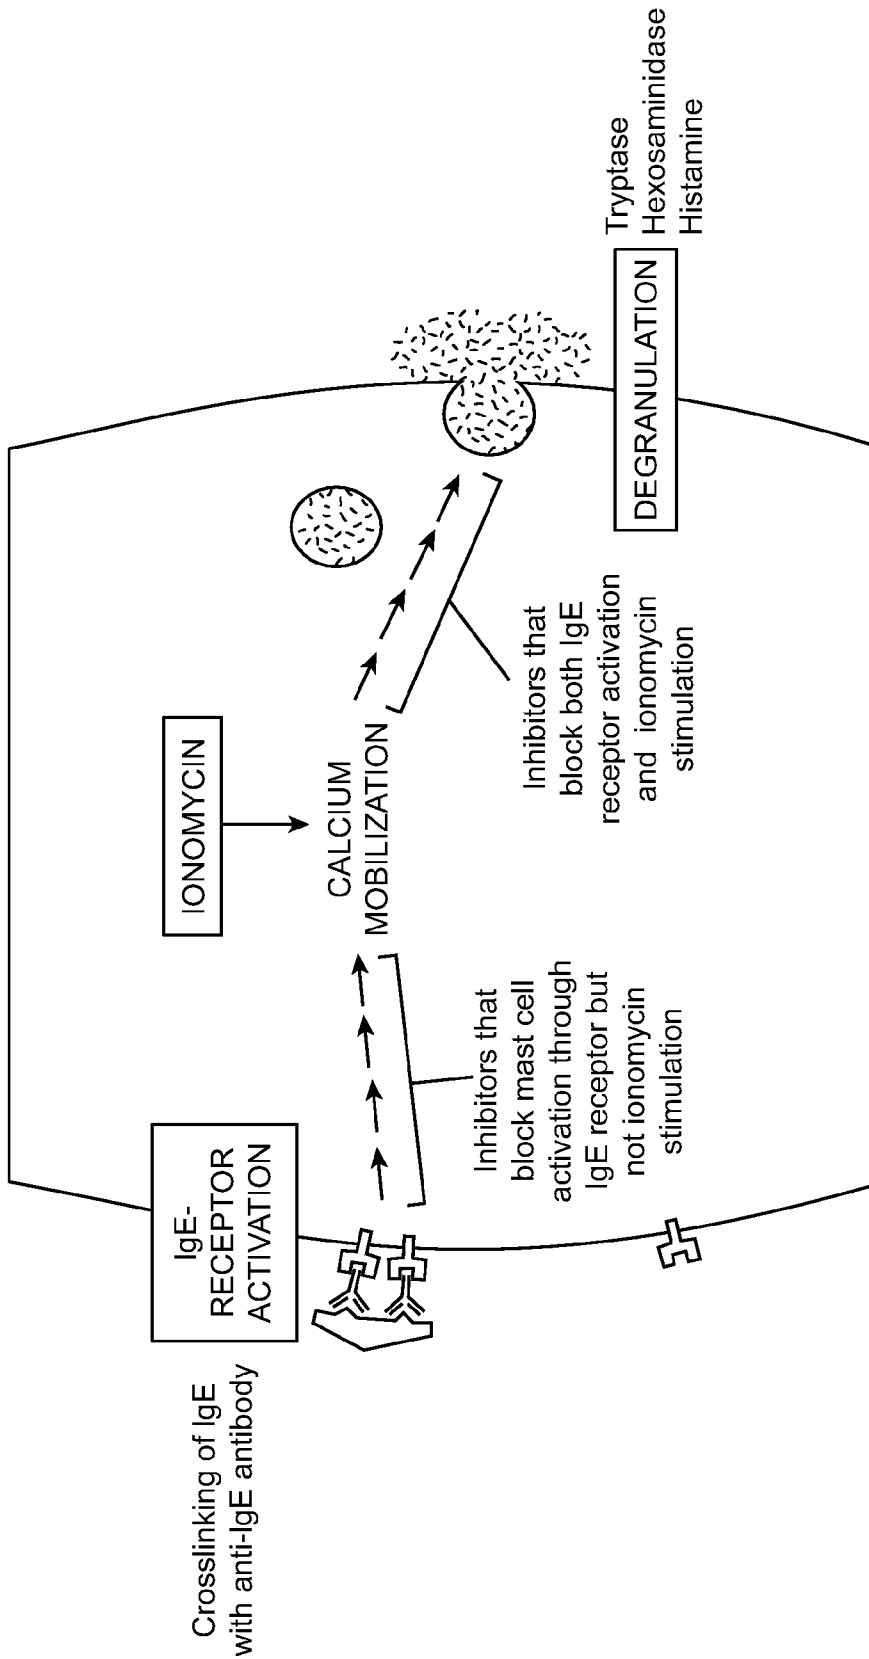 Crosslinking of IgE
with anti-IgE antibody
IgE-
RECEPTOR
ACTIVATION
IONOMYCIN
CALCIUM
MOBILIZATION
Inhibitors that
block mast cell
activation through
IgE receptor but
not ionomycin
stimulation
Inhibitors that
block both IgE
receptor activation
and ionomycin
stimulation
DEGRANULATION
Tryptase
Hexosaminidase
Histamine